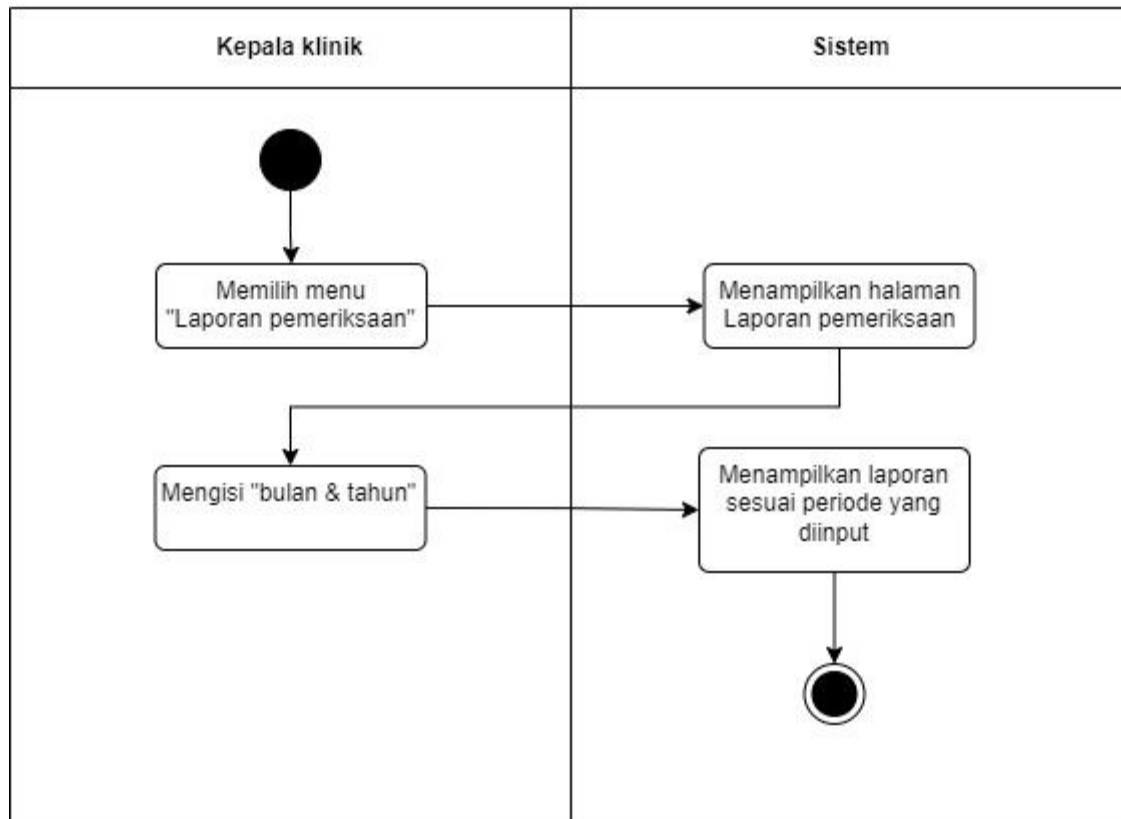 Kepala klinik
Sistem
Memilih menu
"Laporan pemeriksaan"
Menampilkan halaman
Laporan pemeriksaan
Mengisi "bulan & tahun"
Menampilkan laporan
sesuai periode yang
diinput